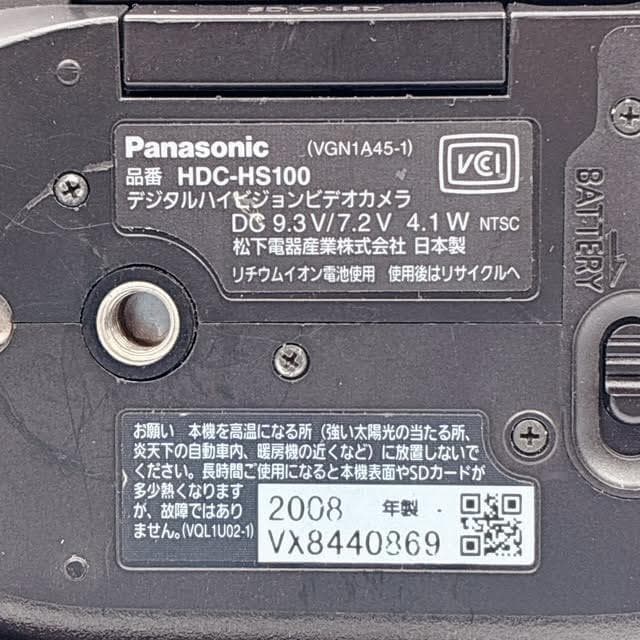 SD CARD
Panasonic (VGN1A45-1)
VCCI
品番 HDC-HS100
デジタルハイビジョンビデオカメラ
DC 9.3V/7.2V 4.1W NTSC
松下電器産業株式会社 日本製
リチウムイオン電池使用 使用後はリサイクルへ
BATTERY
お願い 本機を高温になる所(強い太陽光の当たる所、
炎天下の自動車内、暖房機の近くなど)に放置しないで
ください。長時間ご使用になると本機表面やSDカードが
多少熱くなります
が、故障ではあり
ません。(VQL1U02-1)
2008 年製
VX8440869